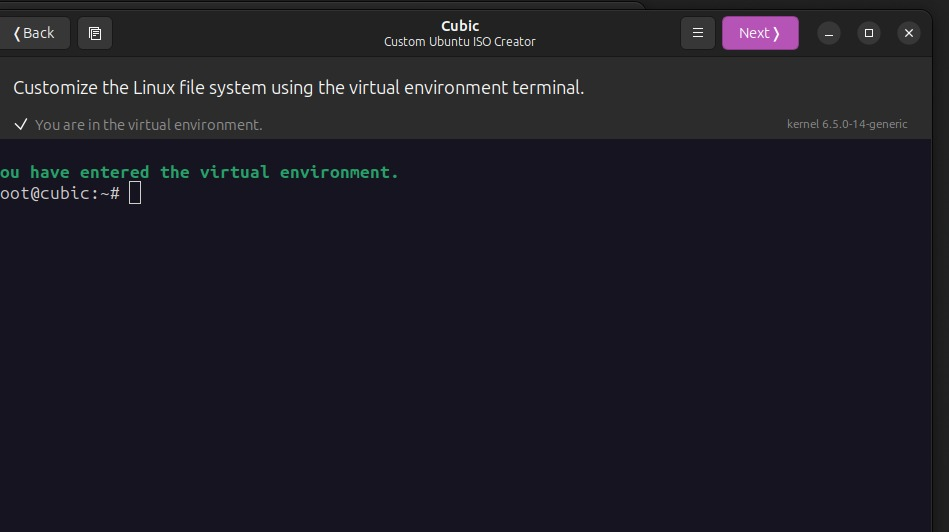 ❬Back
Cubic
Custom Ubuntu ISO Creator
Next❭
Customize the Linux file system using the virtual environment terminal.
You are in the virtual environment.
kernel 6.5.0-14-generic
ou have entered the virtual environment.
oot@cubic:~#